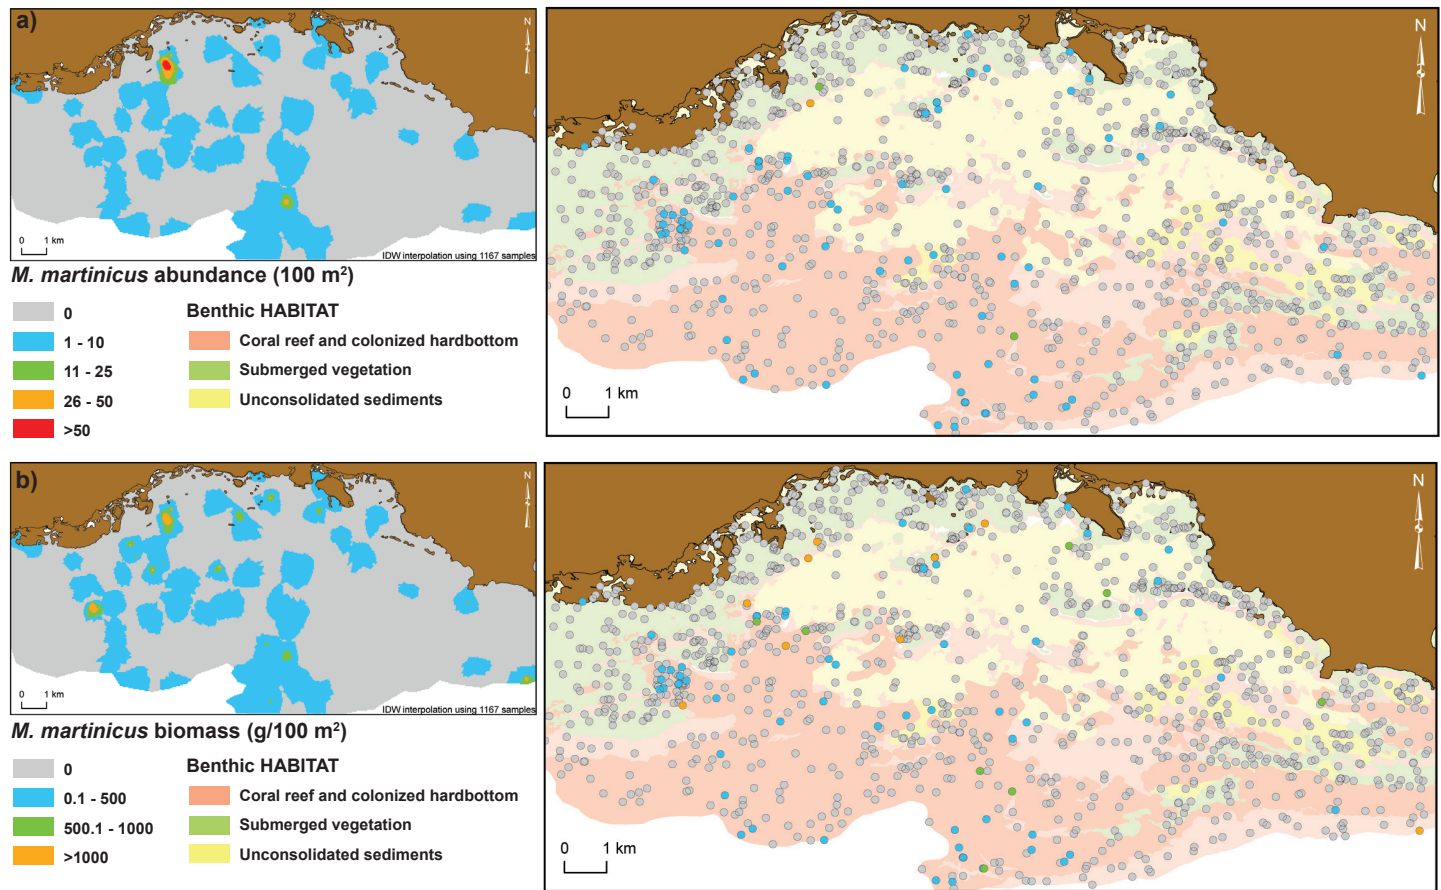 a)
N
0 1 km
IDW interpolation using 1167 samples
N
0 1 km
M. martinicus abundance (100 m²)
0
1 - 10
11 - 25
26 - 50
>50
Benthic HABITAT
Coral reef and colonized hardbottom
Submerged vegetation
Unconsolidated sediments
b)
N
0 1 km
IDW interpolation using 1167 samples
N
0 1 km
M. martinicus biomass (g/100 m²)
0
0.1 - 500
500.1 - 1000
>1000
Benthic HABITAT
Coral reef and colonized hardbottom
Submerged vegetation
Unconsolidated sediments